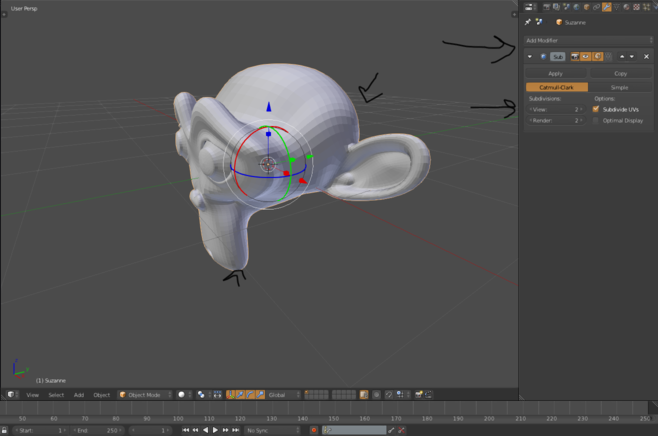 User Persp
Suzanne
Add Modifier
Sub
Apply Copy
Catmull-Clark Simple
Subdivisions: Options:
View: 2 Subdivide UVs
Render: 2 Optimal Display
(1) Suzanne
View Select Add Object Object Mode Global
50 60 70 80 90 100 110 120 130 140 150 160 170 180 190 200 210 220 230 240 250
Start: 1 End: 250 1 No Sync